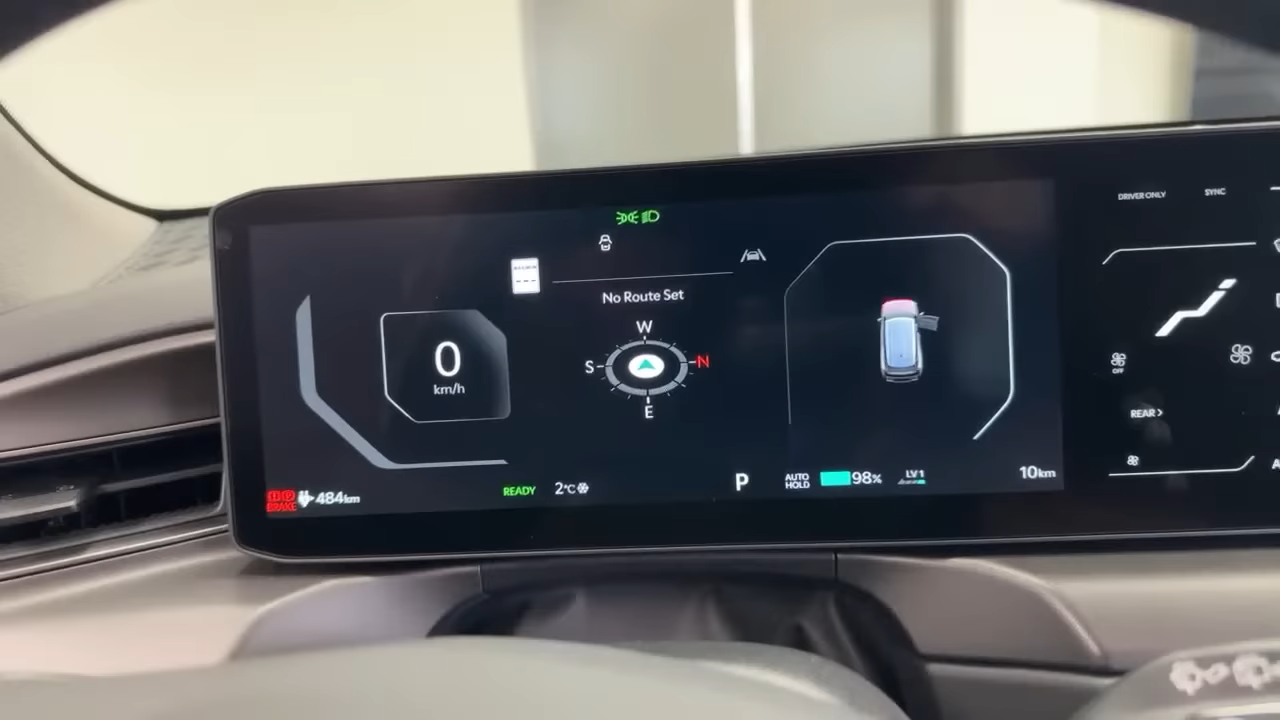 DRIVER ONLY
SYNC
No Route Set
W
S
N
E
0
km/h
OFF
REAR >
BRAKE
484km
READY
2°C
P
AUTO HOLD
98%
LV 1
10km